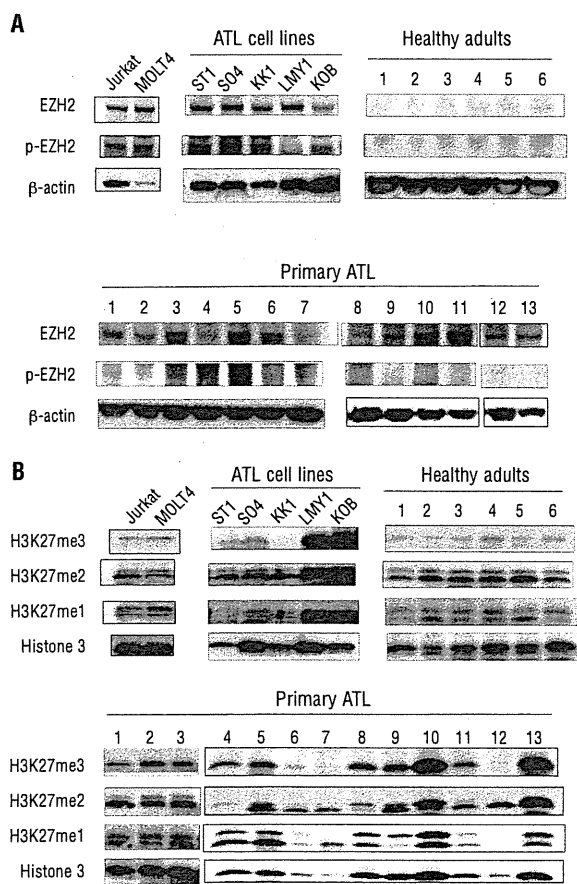 A
ATL cell lines Healthy adults
Jurkat MOLT4 ST1 SO4 KK1 LMY1 KOB 1 2 3 4 5 6
EZH2
p-EZH2
β-actin
Primary ATL
1 2 3 4 5 6 7 8 9 10 11 12 13
EZH2
p-EZH2
β-actin
B
ATL cell lines Healthy adults
Jurkat MOLT4 ST1 SO4 KK1 LMY1 KOB 1 2 3 4 5 6
H3K27me3
H3K27me2
H3K27me1
Histone 3
Primary ATL
1 2 3 4 5 6 7 8 9 10 11 12 13
H3K27me3
H3K27me2
H3K27me1
Histone 3